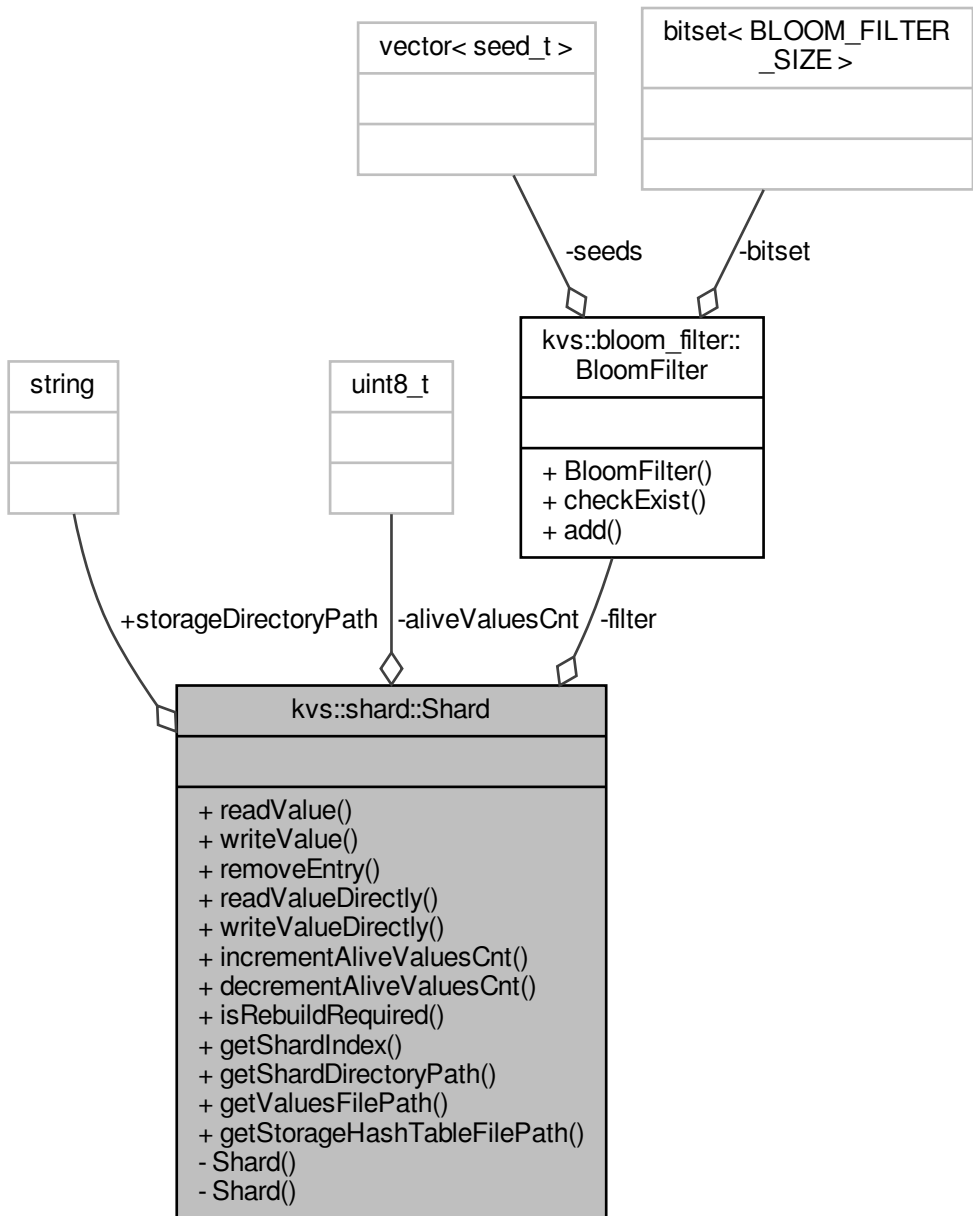 vector< seed_t >
bitset< BLOOM_FILTER
_SIZE >
-seeds
-bitset
kvs::bloom_filter::
BloomFilter
+ BloomFilter()
+ checkExist()
+ add()
string
uint8_t
+storageDirectoryPath
-aliveValuesCnt
-filter
kvs::shard::Shard
+ readValue()
+ writeValue()
+ removeEntry()
+ readValueDirectly()
+ writeValueDirectly()
+ incrementAliveValuesCnt()
+ decrementAliveValuesCnt()
+ isRebuildRequired()
+ getShardIndex()
+ getShardDirectoryPath()
+ getValuesFilePath()
+ getStorageHashTableFilePath()
- Shard()
- Shard()